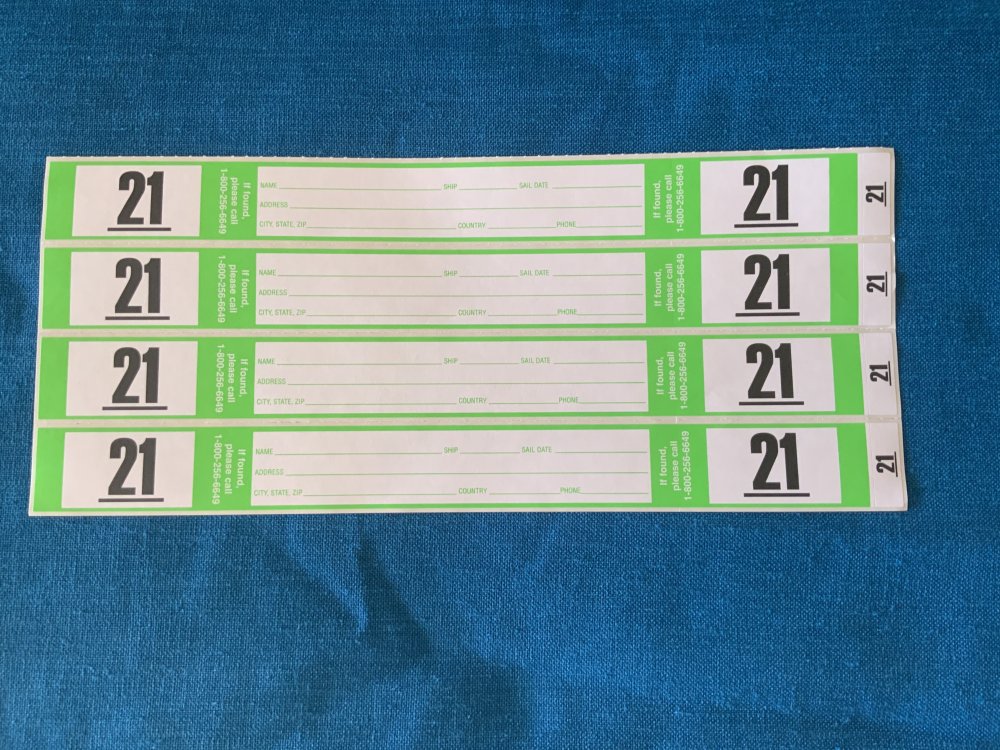 21
If found,
please call
1-800-256-6649
NAME SHIP SAIL DATE
ADDRESS
CITY, STATE, ZIP COUNTRY PHONE
If found,
please call
1-800-256-6649
21
21
21
If found,
please call
1-800-256-6649
NAME SHIP SAIL DATE
ADDRESS
CITY, STATE, ZIP COUNTRY PHONE
If found,
please call
1-800-256-6649
21
21
21
If found,
please call
1-800-256-6649
NAME SHIP SAIL DATE
ADDRESS
CITY, STATE, ZIP COUNTRY PHONE
If found,
please call
1-800-256-6649
21
21
21
If found,
please call
1-800-256-6649
NAME SHIP SAIL DATE
ADDRESS
CITY, STATE, ZIP COUNTRY PHONE
If found,
please call
1-800-256-6649
21
21